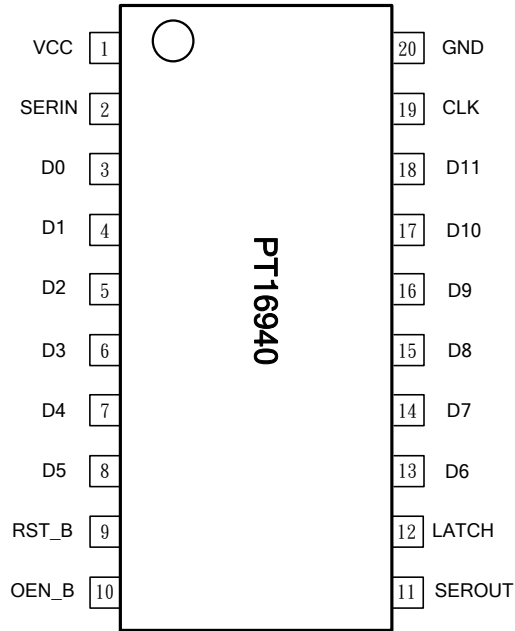 VCC 1 20 GND
SERIN 2 19 CLK
D0 3 18 D11
D1 4 17 D10
D2 5 16 D9
D3 6 15 D8
D4 7 14 D7
D5 8 13 D6
RST_B 9 12 LATCH
OEN_B 10 11 SEROUT
PT16940